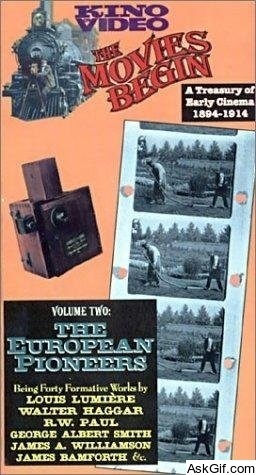 KINO
VIDEO
THE
MOVIES
BEGIN
A Treasury of
Early Cinema
1894-1914
VOLUME TWO:
THE
EUROPEAN
PIONEERS
Being Forty Formative Works by
LOUIS LUMIÈRE
WALTER HAGGAR
R.W. PAUL
GEORGE ALBERT SMITH
JAMES A. WILLIAMSON
JAMES BAMFORTH &c.
AskGif.com